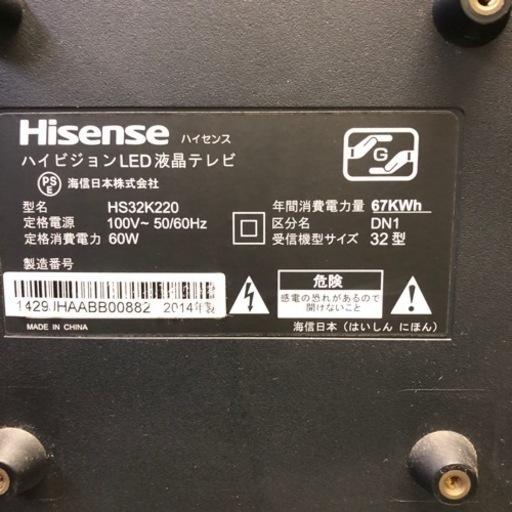 Hisense ハイセンス
ハイビジョンLED液晶テレビ
PSE 海信日本株式会社
G
型名 HS32K220
定格電源 100V~ 50/60Hz
定格消費電力 60W
年間消費電力量 67KWh
区分名 DN1
受信機型サイズ 32型
製造番号
1429JHAABB00882 2014年製
MADE IN CHINA
危険
感電の恐れがあるので
開けないこと
海信日本（はいしん にほん）